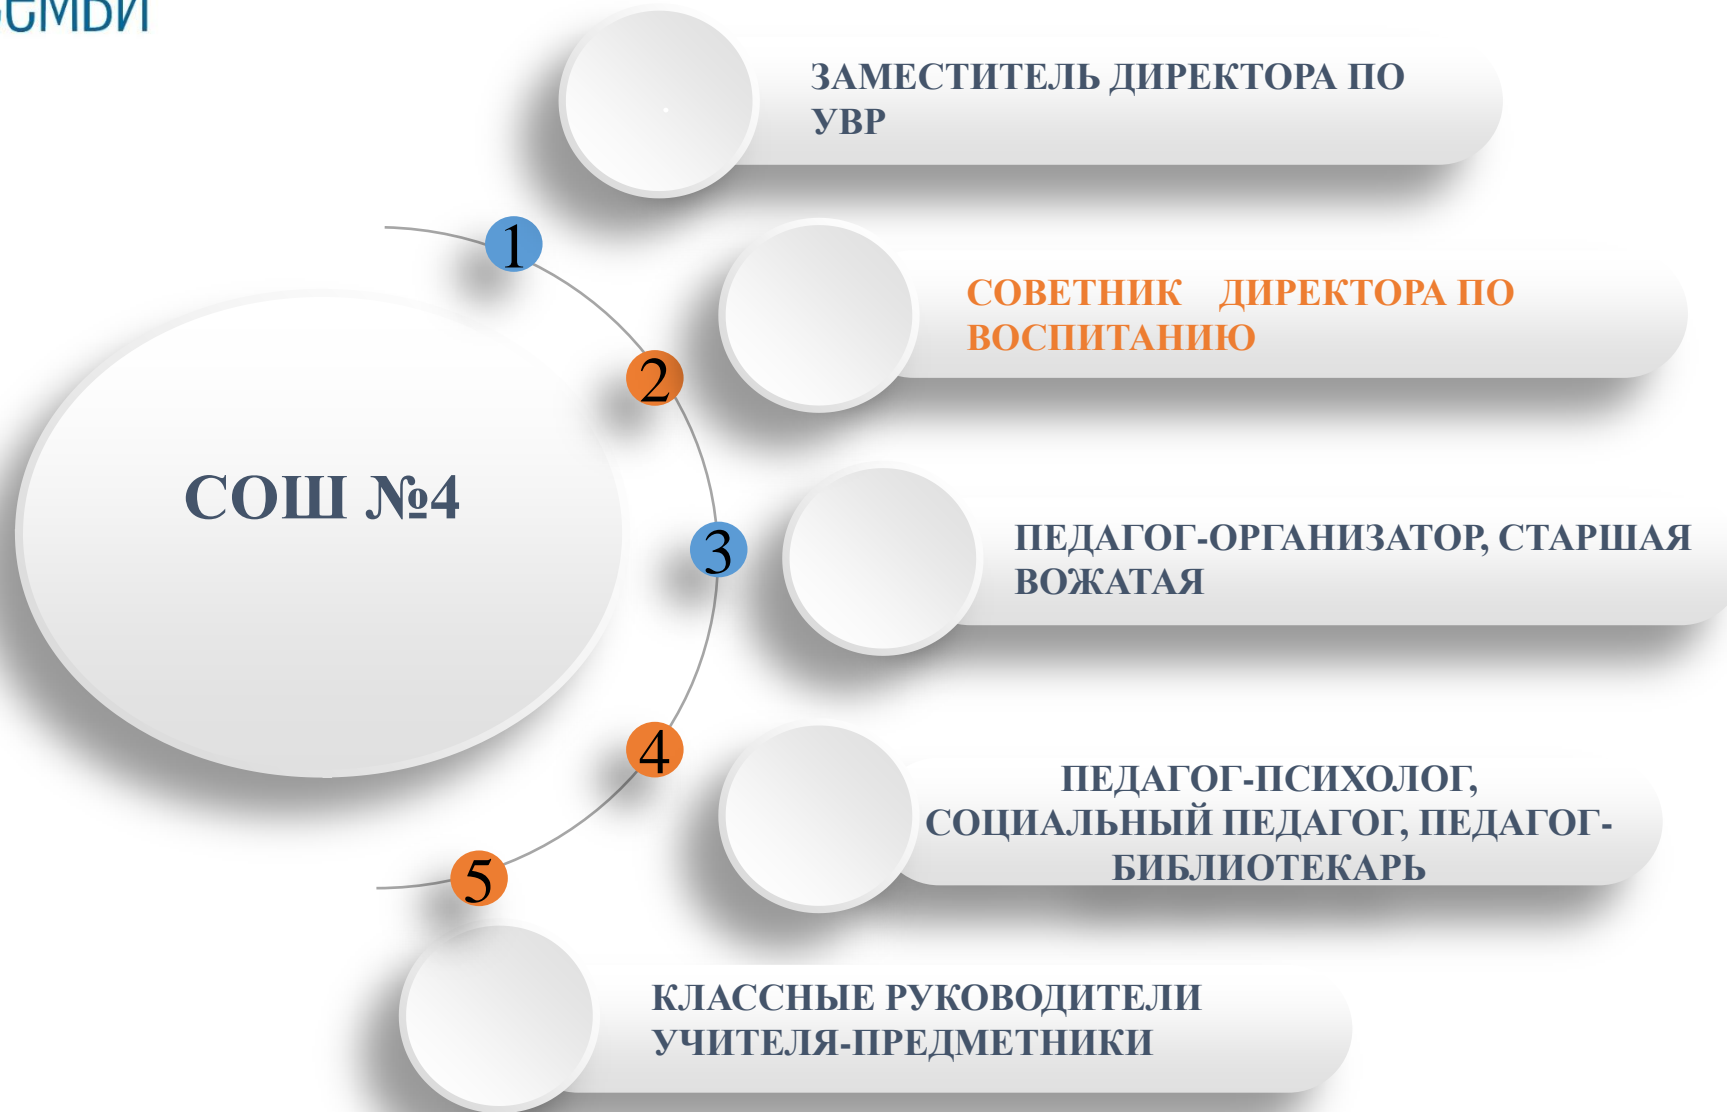 ЗАМЕСТИТЕЛЬ ДИРЕКТОРА ПО
УВР
1
СОВЕТНИК ДИРЕКТОРА ПО
ВОСПИТАНИЮ
2
СОШ №4
3
ПЕДАГОГ-ОРГАНИЗАТОР, СТАРШАЯ
ВОЖАТАЯ
4
ПЕДАГОГ-ПСИХОЛОГ,
СОЦИАЛЬНЫЙ ПЕДАГОГ, ПЕДАГОГ-
БИБЛИОТЕКАРЬ
5
КЛАССНЫЕ РУКОВОДИТЕЛИ
УЧИТЕЛЯ-ПРЕДМЕТНИКИ